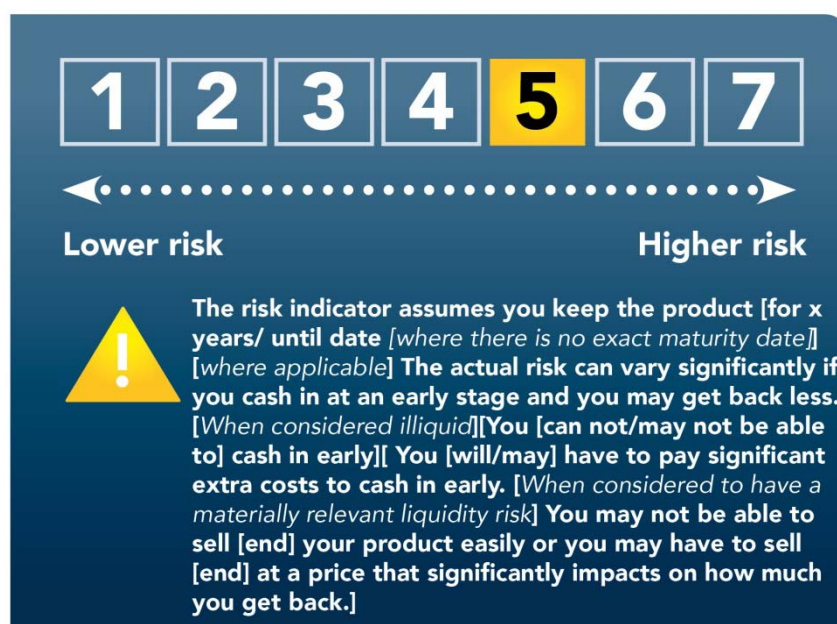 1 2 3 4 5 6 7
Lower risk Higher risk
!
The risk indicator assumes you keep the product [for x
years/ until date [where there is no exact maturity date]]
[where applicable] The actual risk can vary significantly if
you cash in at an early stage and you may get back less.
[When considered illiquid][You [can not/may not be able
to] cash in early][ You [will/may] have to pay significant
extra costs to cash in early. [When considered to have a
materially relevant liquidity risk] You may not be able to
sell [end] your product easily or you may have to sell
[end] at a price that significantly impacts on how much
you get back.]